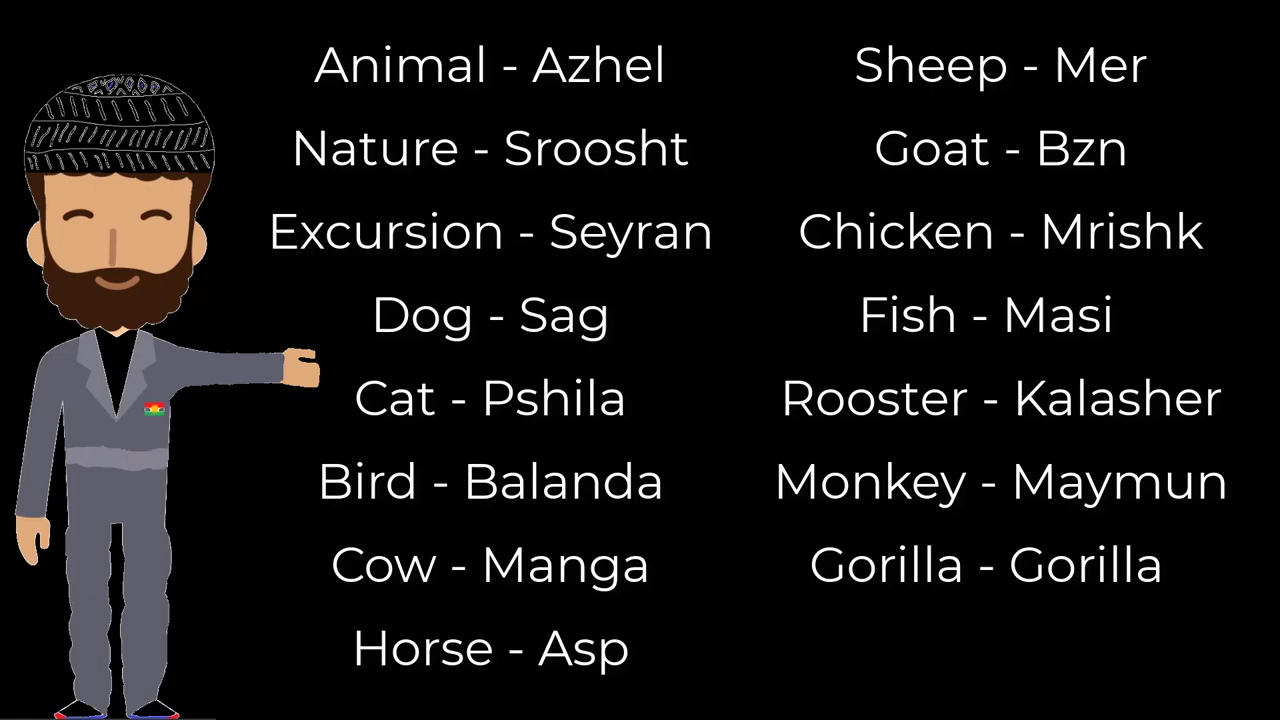 Animal - Azhel
Nature - Sroosht
Excursion - Seyran
Dog - Sag
Cat - Pshila
Bird - Balanda
Cow - Manga
Horse - Asp
Sheep - Mer
Goat - Bzn
Chicken - Mrishk
Fish - Masi
Rooster - Kalasher
Monkey - Maymun
Gorilla - Gorilla